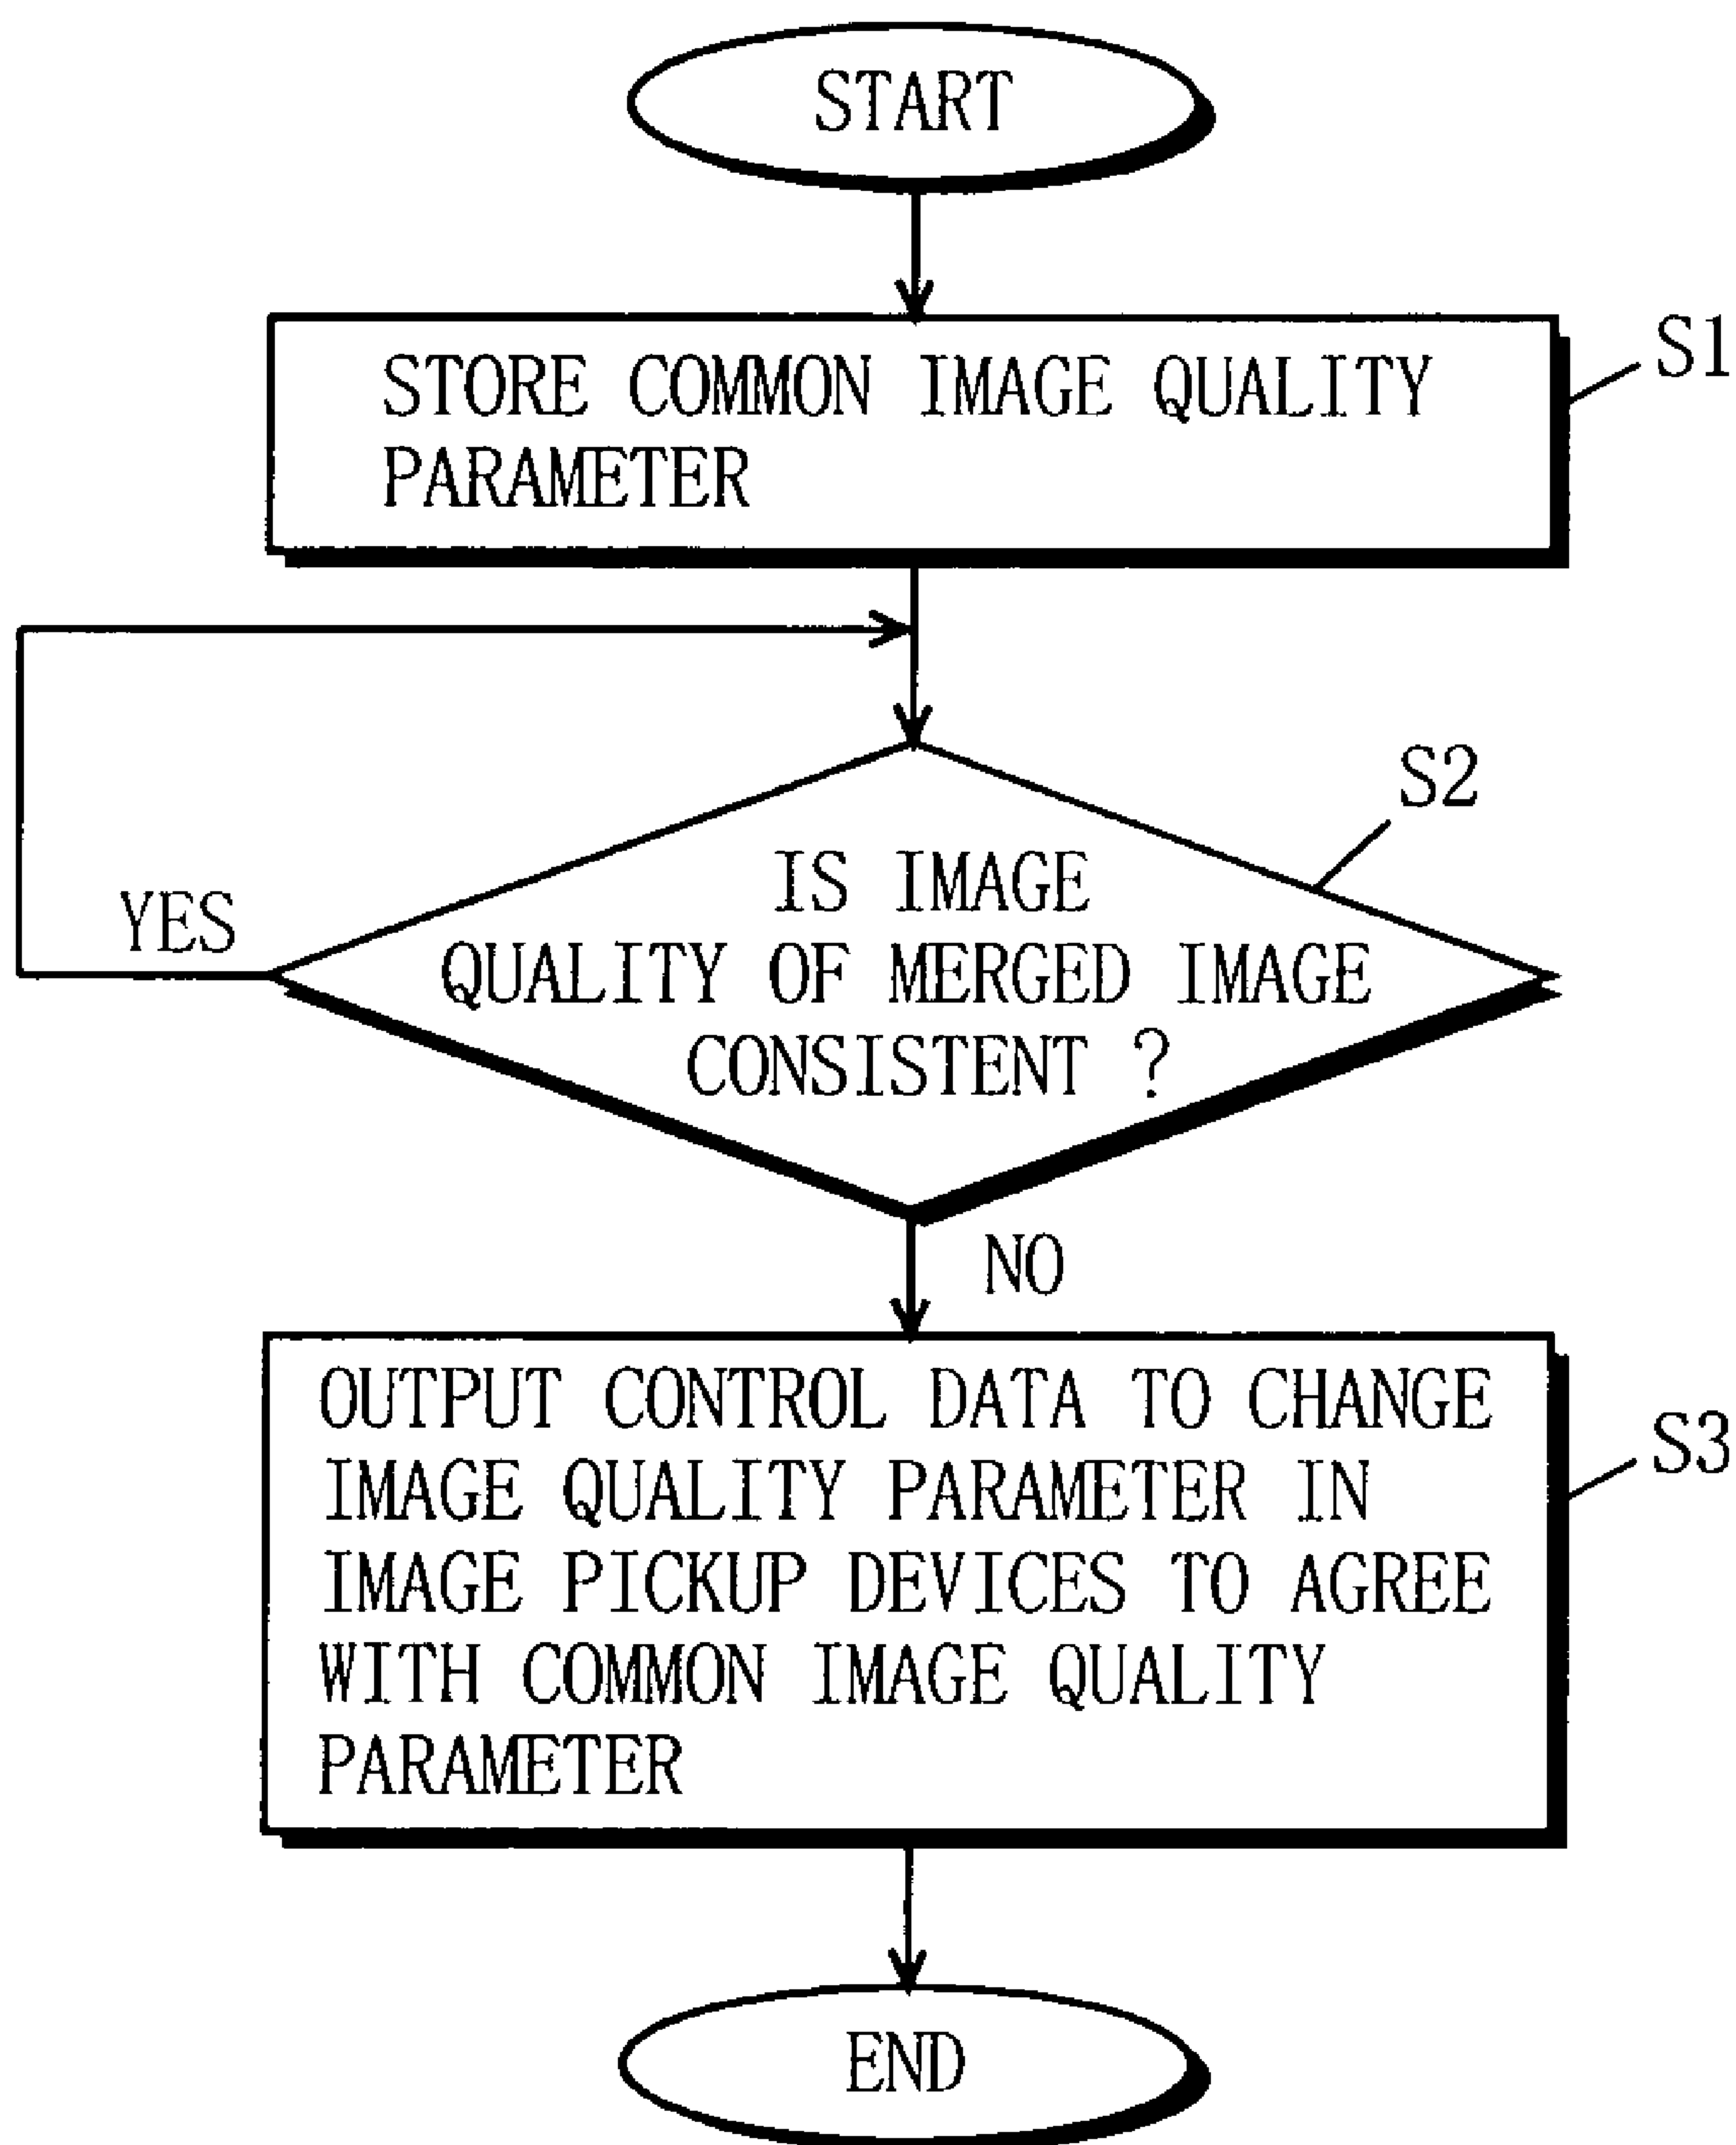 START
STORE COMMON IMAGE QUALITY
PARAMETER
S1
S2
IS IMAGE
QUALITY OF MERGED IMAGE
CONSISTENT ?
YES
NO
OUTPUT CONTROL DATA TO CHANGE
IMAGE QUALITY PARAMETER IN
IMAGE PICKUP DEVICES TO AGREE
WITH COMMON IMAGE QUALITY
PARAMETER
S3
END